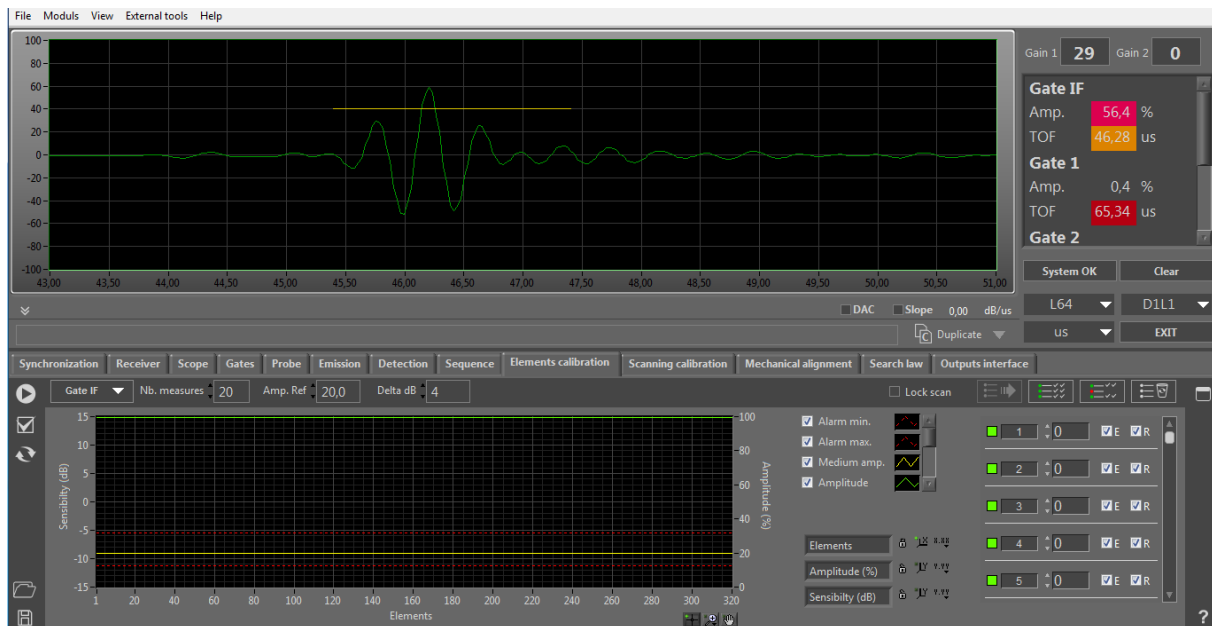 File Moduls View External tools Help
100
80
60
40
20
0
-20
-40
-60
-80
-100
43,00 43,50 44,00 44,50 45,00 45,50 46,00 46,50 47,00 47,50 48,00 48,50 49,00 49,50 50,00 50,50 51,00
Gain 1 29 Gain 2 0
Gate IF
Amp. 56,4 %
TOF 46,28 us
Gate 1
Amp. 0,4 %
TOF 65,34 us
Gate 2
System OK Clear
L64 D1L1
us EXIT
DAC Slope 0,00 dB/us
Duplicate
Synchronization Receiver Scope Gates Probe Emission Detection Sequence Elements calibration Scanning calibration Mechanical alignment Search law Outputs interface
Gate IF Nb. measures 20 Amp. Ref 20,0 Delta dB 4 Lock scan
Sensibilty (dB)
15
10
5
0
-5
-10
-15
1 20 40 60 80 100 120 140 160 180 200 220 240 260 280 300 320
Elements
100
80
60
40
20
0
Amplitude (%)
Alarm min.
Alarm max.
Medium amp.
Amplitude
Elements
Amplitude (%)
Sensibilty (dB)
1 0 E R
2 0 E R
3 0 E R
4 0 E R
5 0 E R
?